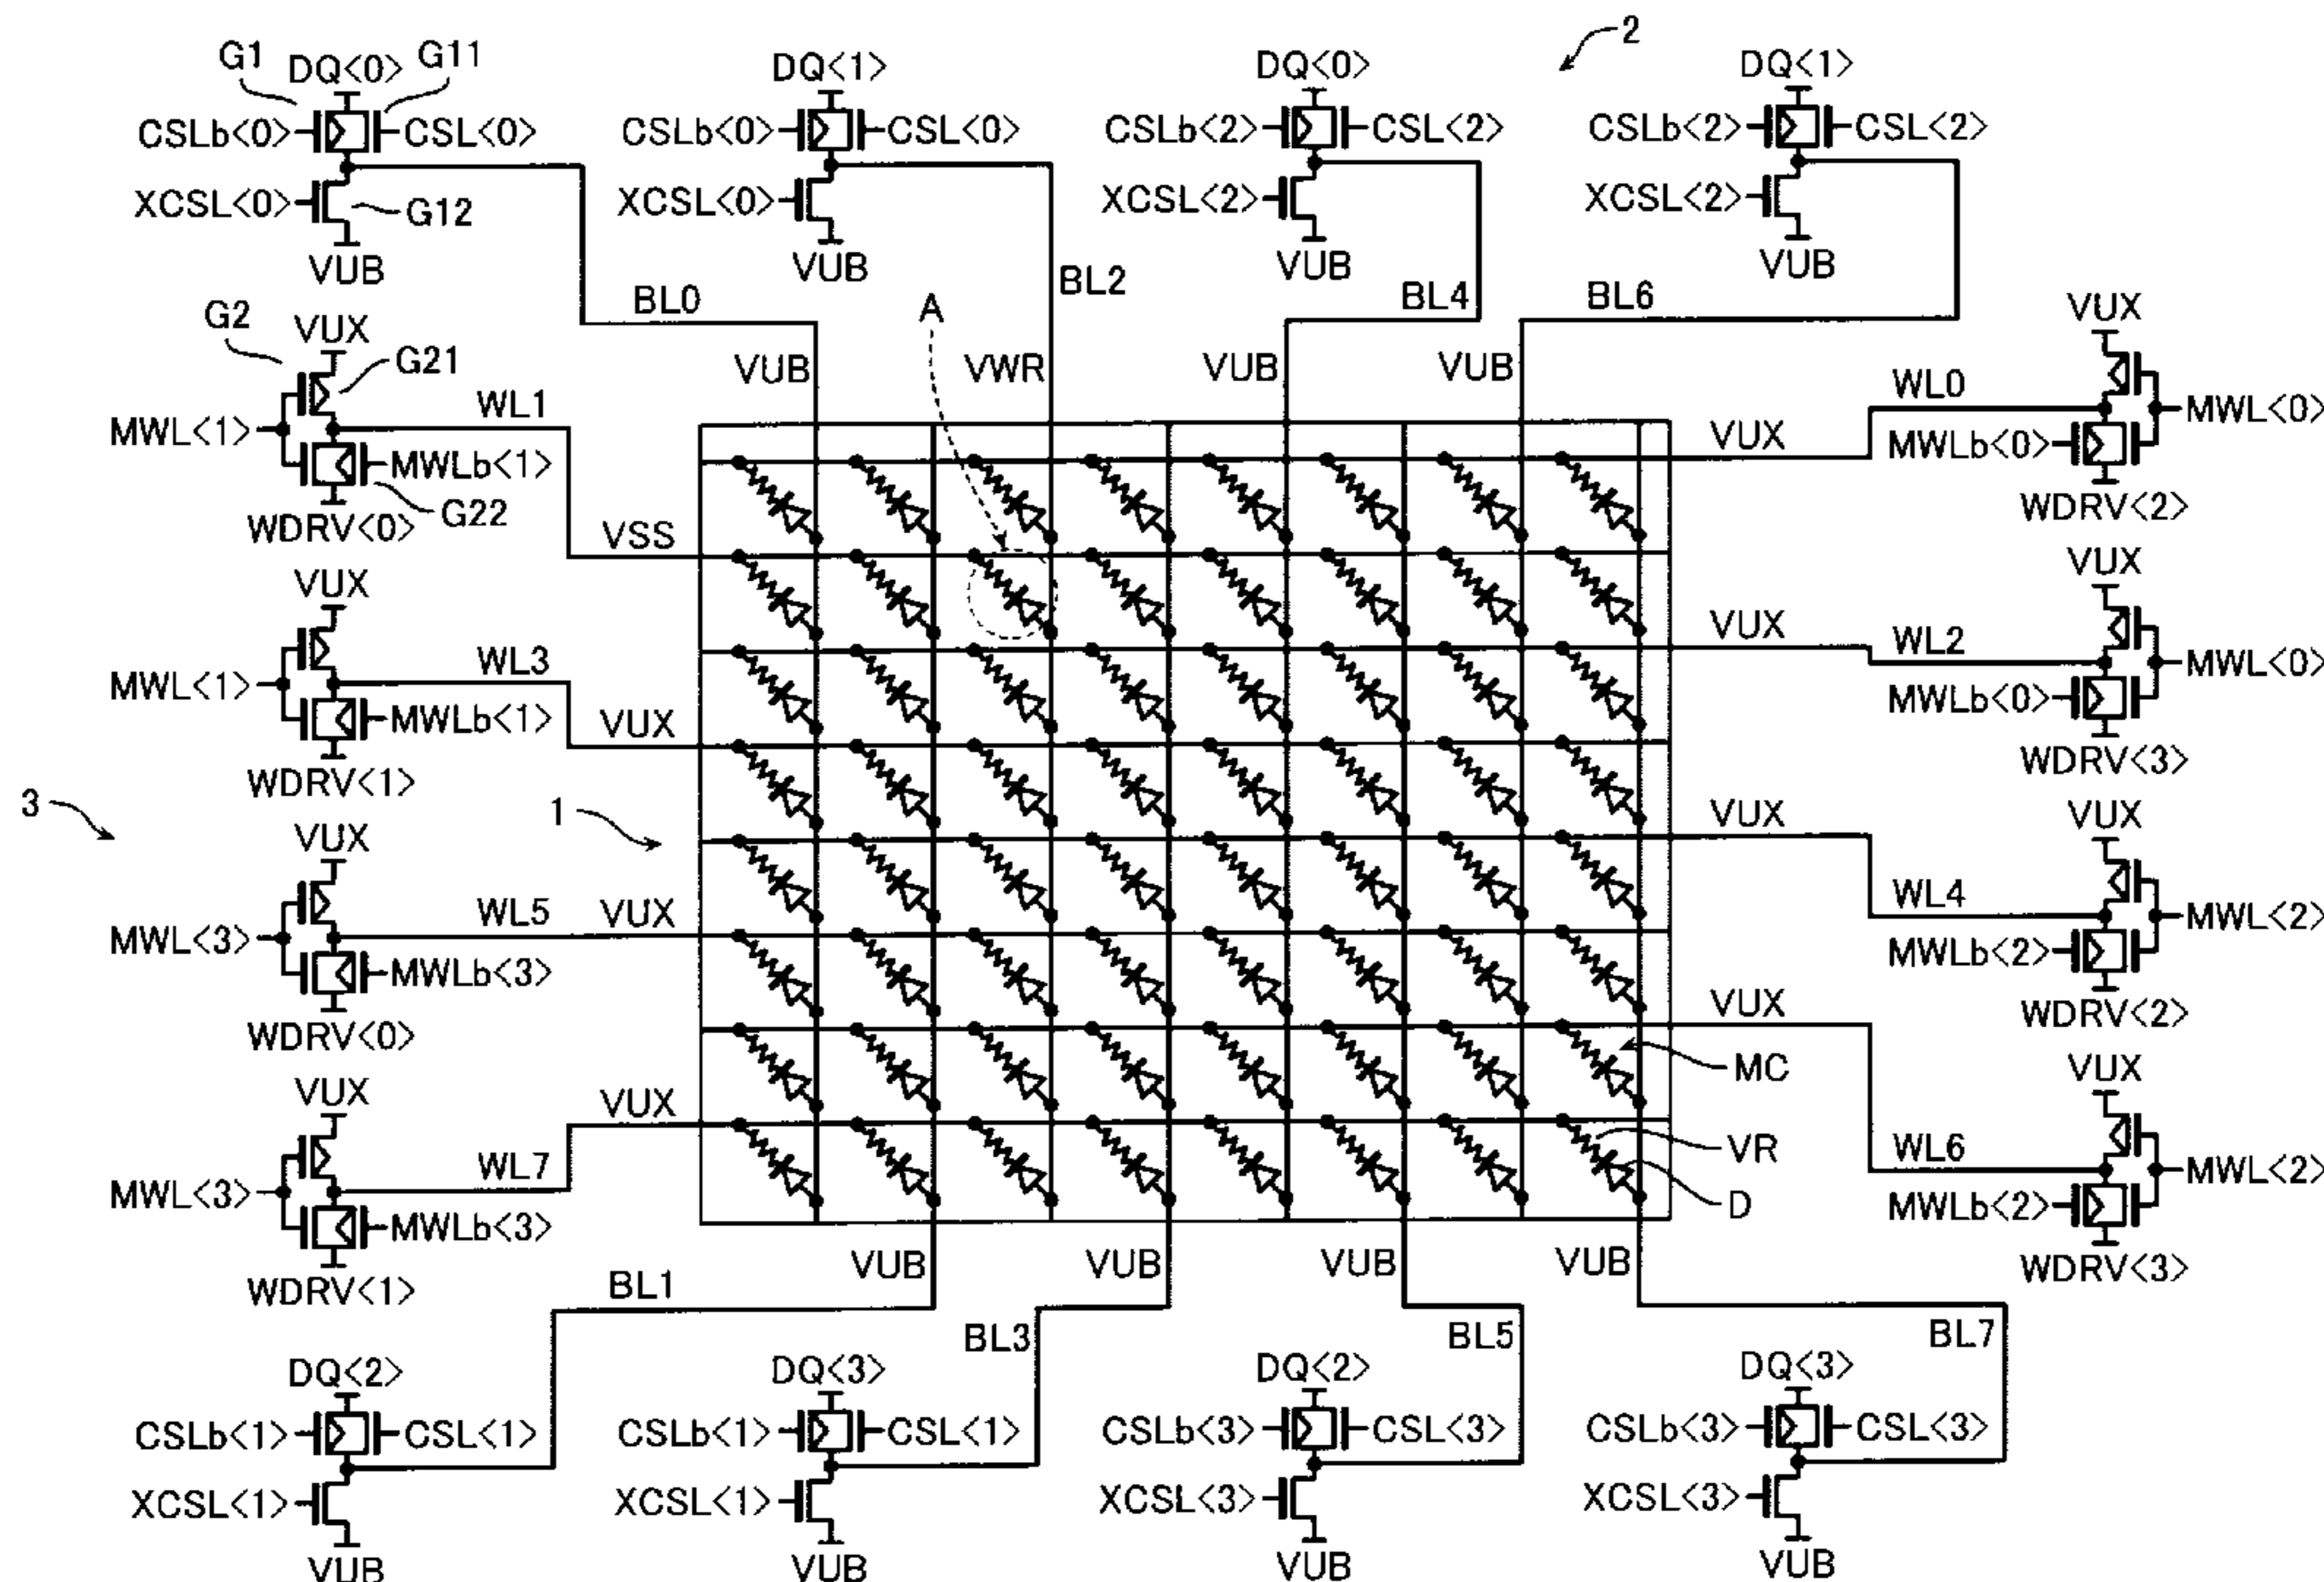 2
G1
G11
DQ<0>
DQ<1>
DQ<0>
DQ<1>
CSLb<0>
CSL<0>
CSLb<0>
CSL<0>
CSLb<2>
CSL<2>
CSLb<2>
CSL<2>
XCSL<0>
G12
XCSL<0>
XCSL<2>
XCSL<2>
VUB
VUB
VUB
VUB
BL0
BL2
BL4
BL6
A
G2
VUX
G21
VUB
VWR
VUB
VUB
VUX
WL1
WL0
MWL<1>
MWLb<1>
G22
WDRV<0>
VSS
VUX
MWLb<0>
MWL<0>
WDRV<2>
VUX
WL3
MWL<1>
MWLb<1>
WDRV<1>
VUX
VUX
VUX
WL2
MWLb<0>
MWL<0>
WDRV<3>
3
1
VUX
WL5
VUX
MWL<3>
MWLb<3>
WDRV<0>
VUX
VUX
WL4
MWLb<2>
MWL<2>
WDRV<2>
VUX
MC
VUX
WL7
VUX
MWL<3>
MWLb<3>
WDRV<1>
VR
D
VUX
WL6
MWLb<2>
MWL<2>
WDRV<3>
VUB
VUB
VUB
VUB
BL1
BL3
BL5
BL7
DQ<2>
DQ<3>
DQ<2>
DQ<3>
CSLb<1>
CSL<1>
CSLb<1>
CSL<1>
CSLb<3>
CSL<3>
CSLb<3>
CSL<3>
XCSL<1>
XCSL<1>
XCSL<3>
XCSL<3>
VUB
VUB
VUB
VUB